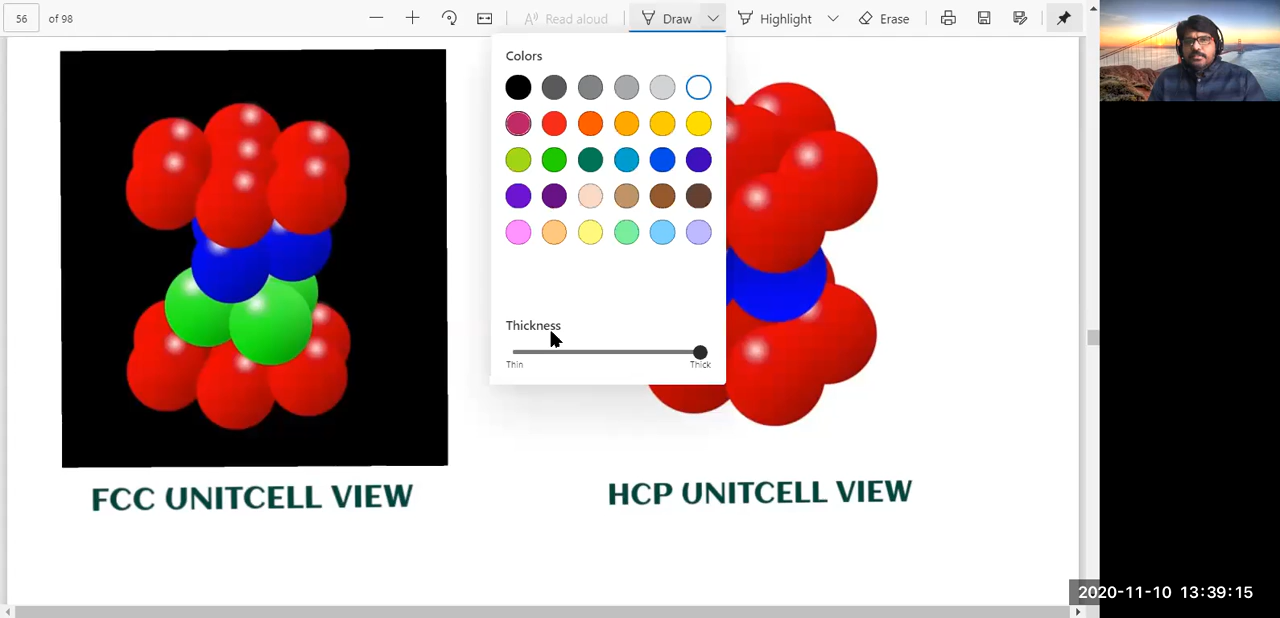 56 of 98 Read aloud Draw Highlight Erase
Colors
Thickness
Thin Thick
FCC UNITCELL VIEW
HCP UNITCELL VIEW
2020-11-10 13:39:15